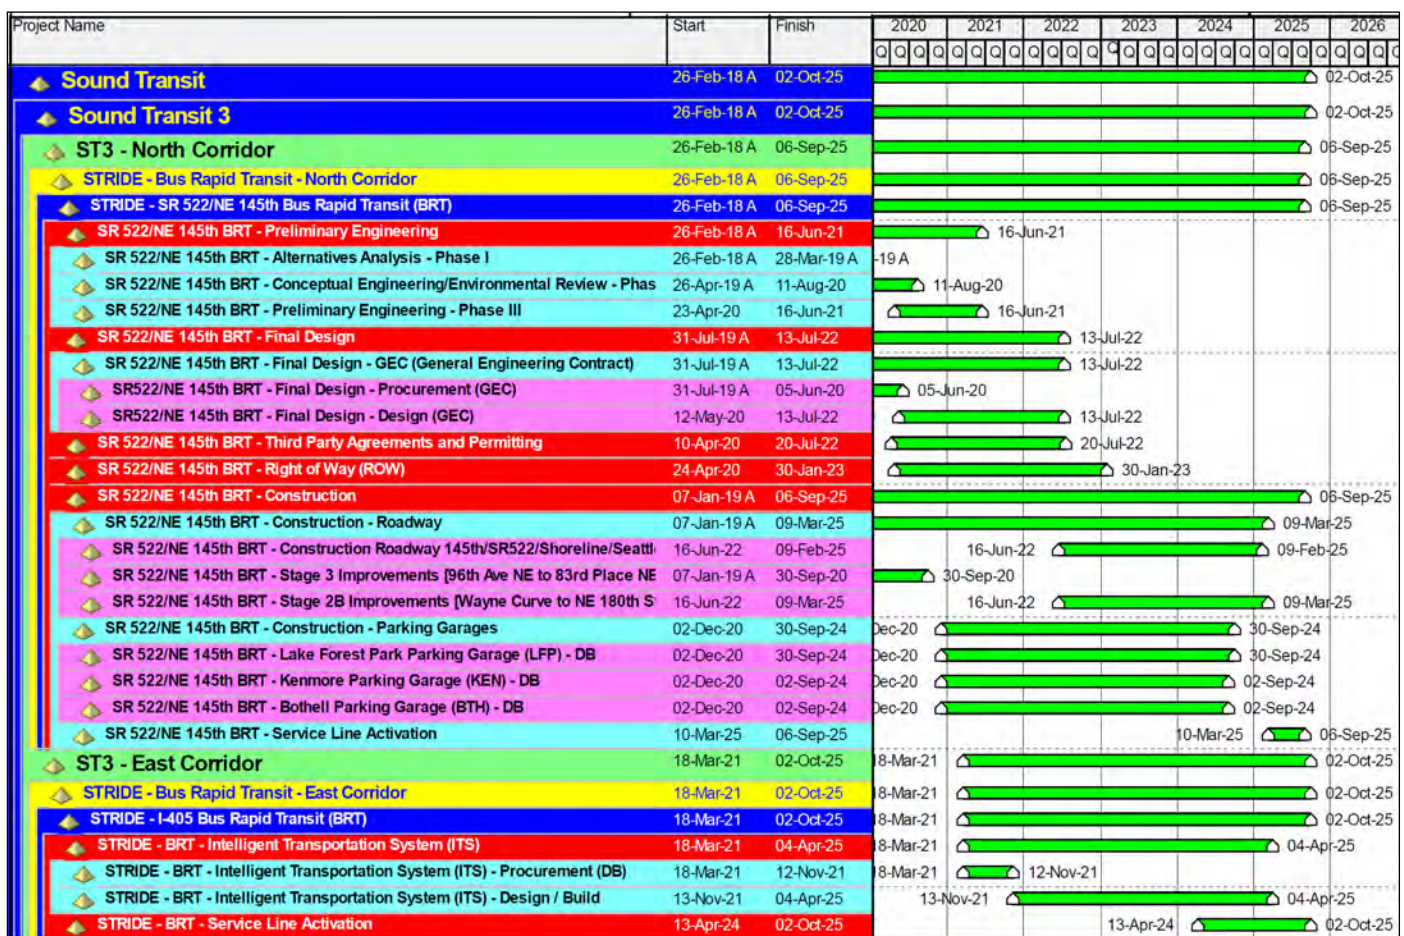 Project Name Start Finish 2020 2021 2022 2023 2024 2025 2026
Q Q Q Q Q Q Q Q Q Q Q Q Q Q Q Q Q Q Q Q Q Q Q Q Q Q Q Q
Sound Transit 26-Feb-18 A 02-Oct-25 02-Oct-25
Sound Transit 3 26-Feb-18 A 02-Oct-25 02-Oct-25
ST3 - North Corridor 26-Feb-18 A 06-Sep-25 06-Sep-25
STRIDE - Bus Rapid Transit - North Corridor 26-Feb-18 A 06-Sep-25 06-Sep-25
STRIDE - SR 522/NE 145th Bus Rapid Transit (BRT) 26-Feb-18 A 06-Sep-25 06-Sep-25
SR 522/NE 145th BRT - Preliminary Engineering 26-Feb-18 A 16-Jun-21 16-Jun-21
SR 522/NE 145th BRT - Alternatives Analysis - Phase I 26-Feb-18 A 28-Mar-19 A -19 A
SR 522/NE 145th BRT - Conceptual Engineering/Environmental Review - Phas 26-Apr-19 A 11-Aug-20 11-Aug-20
SR 522/NE 145th BRT - Preliminary Engineering - Phase III 23-Apr-20 16-Jun-21 16-Jun-21
SR 522/NE 145th BRT - Final Design 31-Jul-19 A 13-Jul-22 13-Jul-22
SR 522/NE 145th BRT - Final Design - GEC (General Engineering Contract) 31-Jul-19 A 13-Jul-22 13-Jul-22
SR522/NE 145th BRT - Final Design - Procurement (GEC) 31-Jul-19 A 05-Jun-20 05-Jun-20
SR522/NE 145th BRT - Final Design - Design (GEC) 12-May-20 13-Jul-22 13-Jul-22
SR 522/NE 145th BRT - Third Party Agreements and Permitting 10-Apr-20 20-Jul-22 20-Jul-22
SR 522/NE 145th BRT - Right of Way (ROW) 24-Apr-20 30-Jan-23 30-Jan-23
SR 522/NE 145th BRT - Construction 07-Jan-19 A 06-Sep-25 06-Sep-25
SR 522/NE 145th BRT - Construction - Roadway 07-Jan-19 A 09-Mar-25 09-Mar-25
SR 522/NE 145th BRT - Construction Roadway 145th/SR522/Shoreline/Seattl 16-Jun-22 09-Feb-25 16-Jun-22 09-Feb-25
SR 522/NE 145th BRT - Stage 3 Improvements [96th Ave NE to 83rd Place NE 07-Jan-19 A 30-Sep-20 30-Sep-20
SR 522/NE 145th BRT - Stage 2B Improvements [Wayne Curve to NE 180th S 16-Jun-22 09-Mar-25 16-Jun-22 09-Mar-25
SR 522/NE 145th BRT - Construction - Parking Garages 02-Dec-20 30-Sep-24 Dec-20 30-Sep-24
SR 522/NE 145th BRT - Lake Forest Park Parking Garage (LFP) - DB 02-Dec-20 30-Sep-24 Dec-20 30-Sep-24
SR 522/NE 145th BRT - Kenmore Parking Garage (KEN) - DB 02-Dec-20 02-Sep-24 Dec-20 02-Sep-24
SR 522/NE 145th BRT - Bothell Parking Garage (BTH) - DB 02-Dec-20 02-Sep-24 Dec-20 02-Sep-24
SR 522/NE 145th BRT - Service Line Activation 10-Mar-25 06-Sep-25 10-Mar-25 06-Sep-25
ST3 - East Corridor 18-Mar-21 02-Oct-25 18-Mar-21 02-Oct-25
STRIDE - Bus Rapid Transit - East Corridor 18-Mar-21 02-Oct-25 18-Mar-21 02-Oct-25
STRIDE - I-405 Bus Rapid Transit (BRT) 18-Mar-21 02-Oct-25 18-Mar-21 02-Oct-25
STRIDE - BRT - Intelligent Transportation System (ITS) 18-Mar-21 04-Apr-25 8-Mar-21 04-Apr-25
STRIDE - BRT - Intelligent Transportation System (ITS) - Procurement (DB) 18-Mar-21 12-Nov-21 18-Mar-21 12-Nov-21
STRIDE - BRT - Intelligent Transportation System (ITS) - Design / Build 13-Nov-21 04-Apr-25 13-Nov-21 04-Apr-25
STRIDE - BRT - Service Line Activation 13-Apr-24 02-Oct-25 13-Apr-24 02-Oct-25